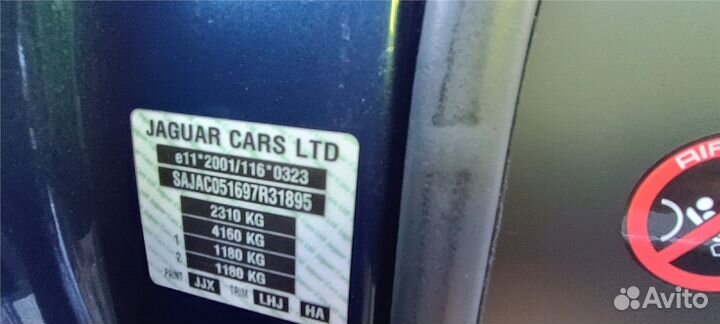 JAGUAR CARS LTD
e11*2001/116*0323
SAJAC051697R31895
2310 KG
4160 KG
1 1180 KG
2 1180 KG
PAINT JJX TRIM LHJ HA
AIR
Avito